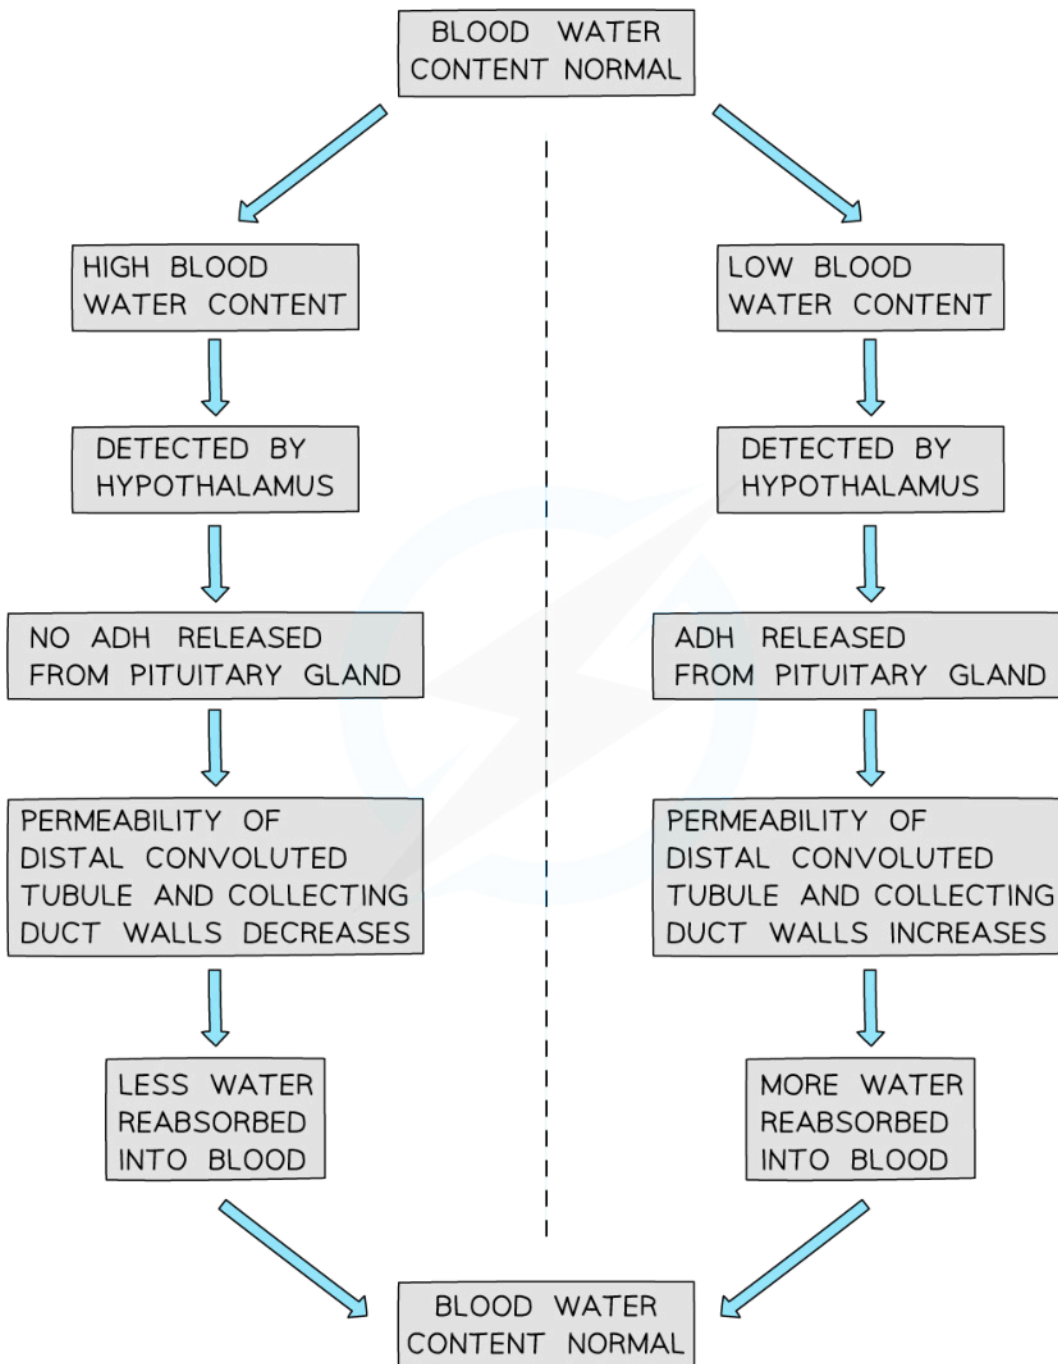 BLOOD WATER
CONTENT NORMAL
HIGH BLOOD
WATER CONTENT
DETECTED BY
HYPOTHALAMUS
NO ADH RELEASED
FROM PITUITARY GLAND
PERMEABILITY OF
DISTAL CONVOLUTED
TUBULE AND COLLECTING
DUCT WALLS DECREASES
LESS WATER
REABSORBED
INTO BLOOD
LOW BLOOD
WATER CONTENT
DETECTED BY
HYPOTHALAMUS
ADH RELEASED
FROM PITUITARY GLAND
PERMEABILITY OF
DISTAL CONVOLUTED
TUBULE AND COLLECTING
DUCT WALLS INCREASES
MORE WATER
REABSORBED
INTO BLOOD
BLOOD WATER
CONTENT NORMAL